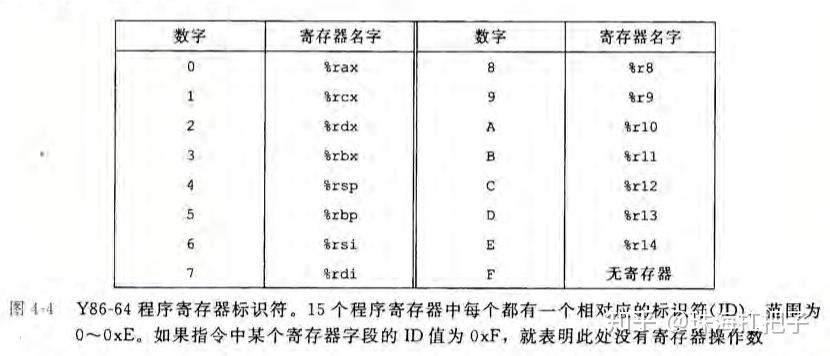 数字 寄存器名字 数字 寄存器名字
0 %rax 8 %r8
1 %rcx 9 %r9
2 %rdx A %r10
3 %rbx B %r11
4 %rsp C %r12
5 %rbp D %r13
6 %rsi E %r14
7 %rdi F 无寄存器
图 4-4 Y86-64 程序寄存器标识符。15 个程序寄存器中每个都有一个相对应的标识符(ID)，范围为
0～0xE。如果指令中某个寄存器字段的 ID 值为 0xF，就表明此处没有寄存器操作数
知乎 @珠海扛把子